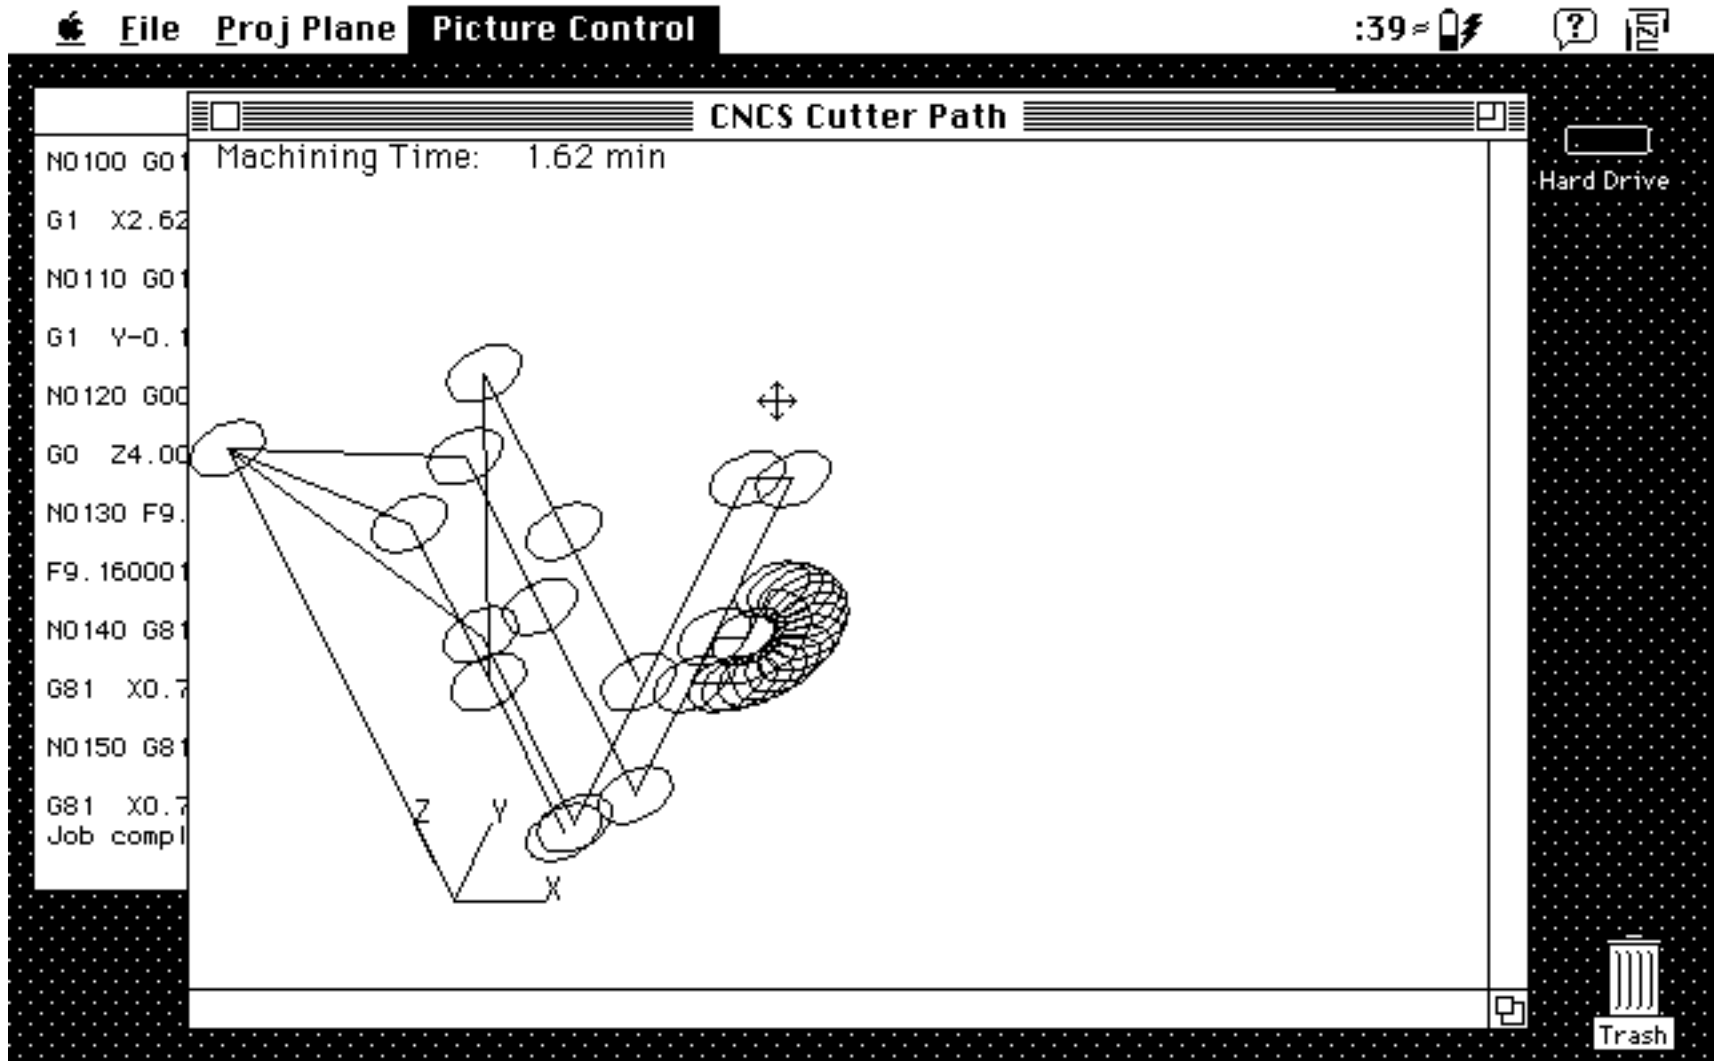 File Proj Plane Picture Control :39
CNCS Cutter Path
Machining Time: 1.62 min
N0100 G01
G1 X2.62
N0110 G01
G1 Y-0.1
N0120 G00
G0 Z4.00
N0130 F9.
F9.160001
N0140 G81
G81 X0.7
N0150 G81
G81 X0.7
Job compl
Z Y
X
Hard Drive
Trash